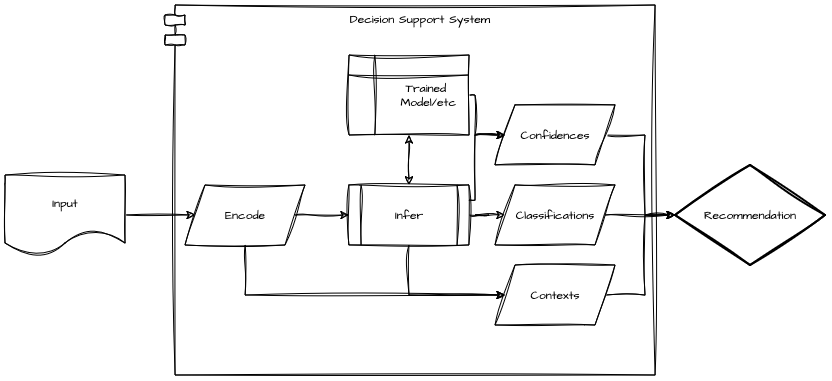 Decision Support System
Trained
Model/etc
Confidences
Input
Encode
Infer
Classifications
Recommendation
Contexts